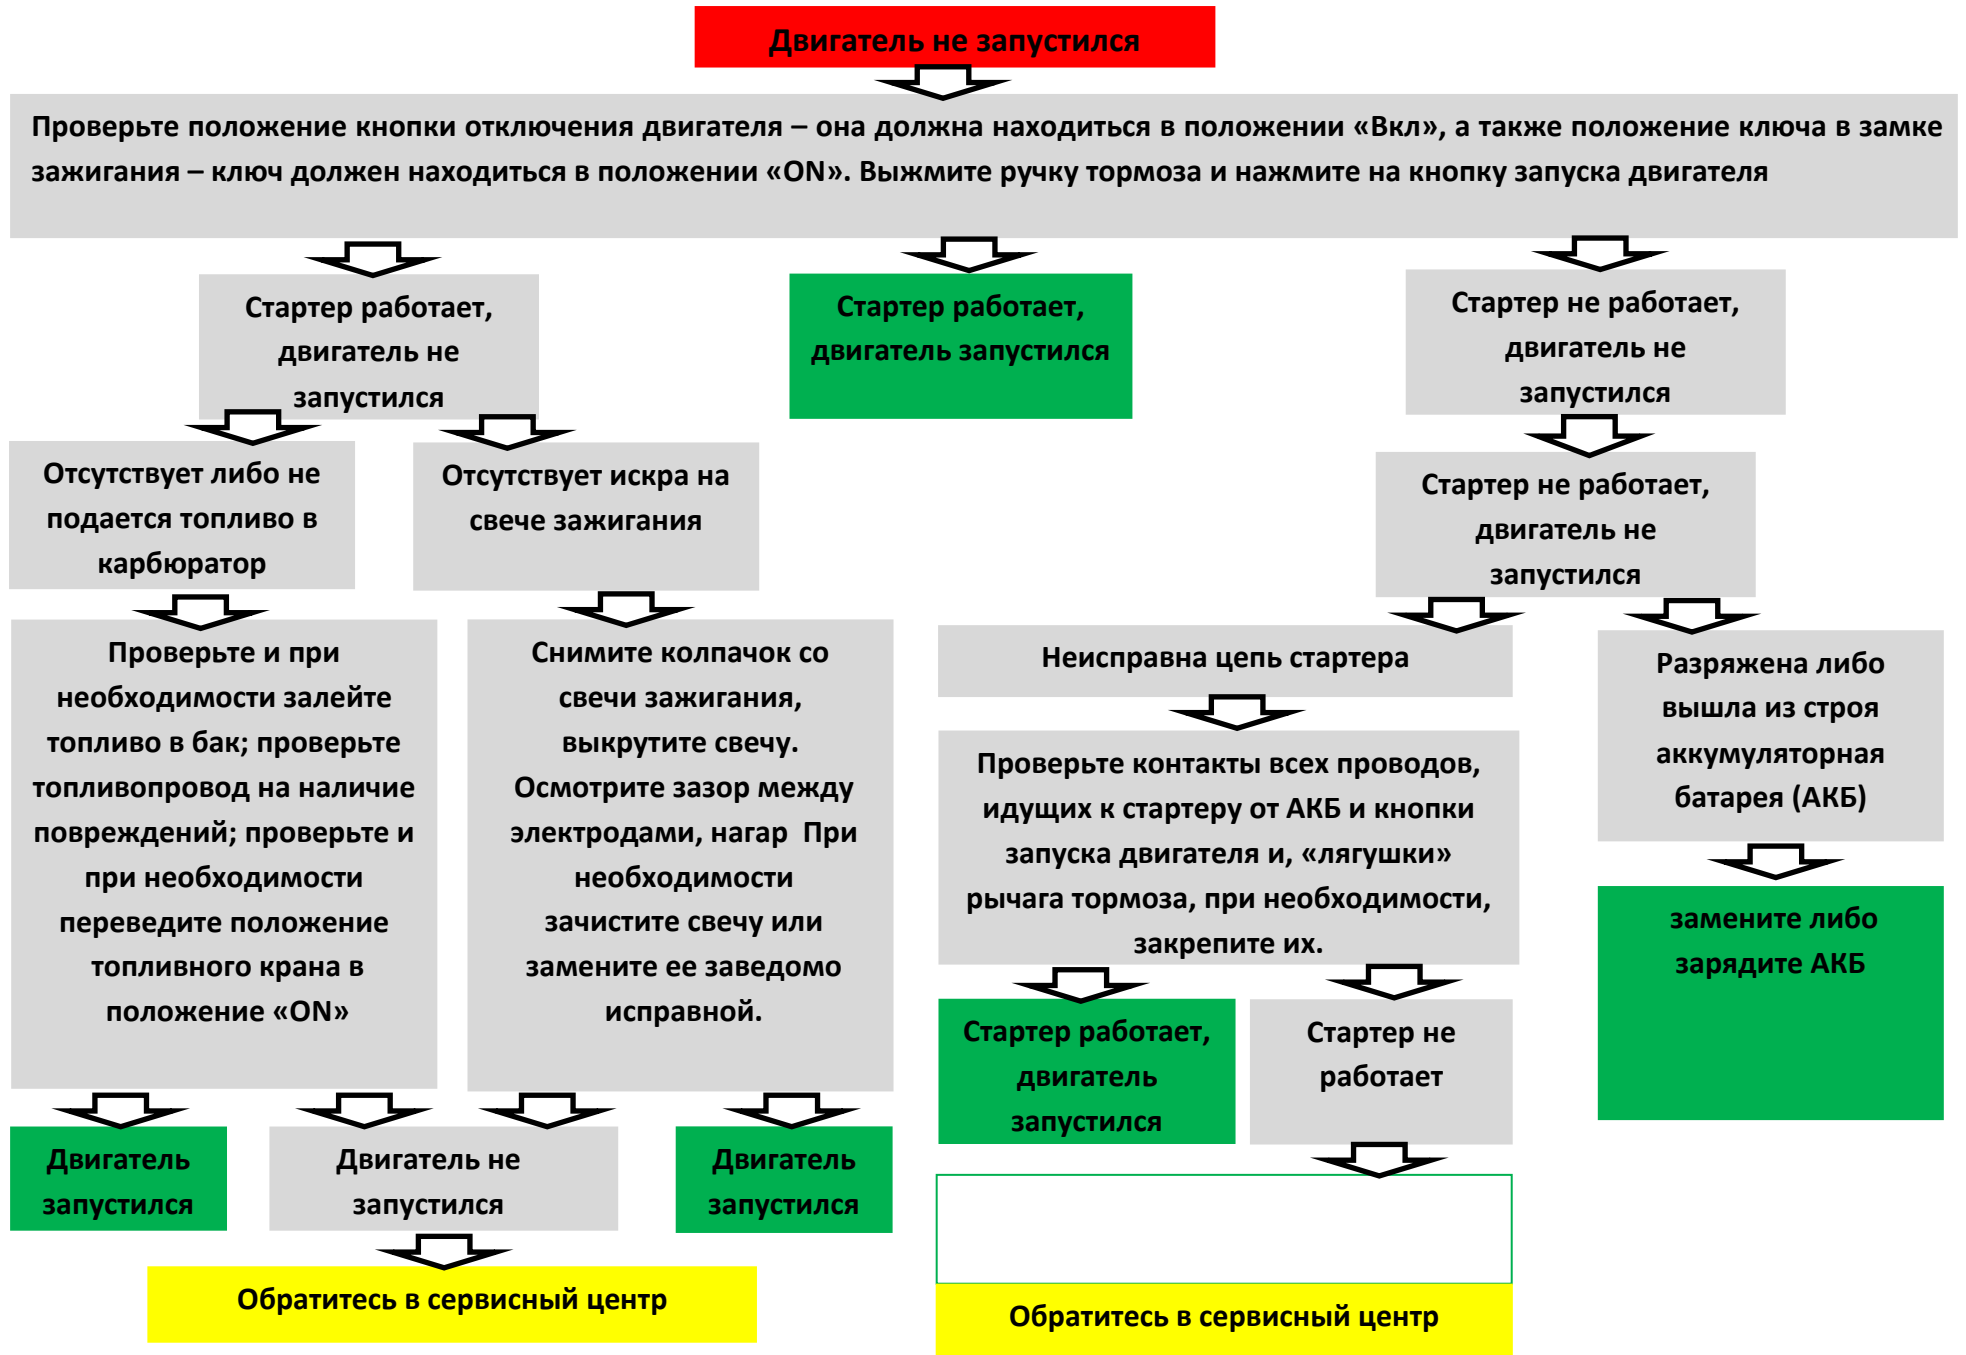 Двигатель не запустился
Проверьте положение кнопки отключения двигателя – она должна находиться в положении «Вкл», а также положение ключа в замке
зажигания – ключ должен находиться в положении «ON». Выжмите ручку тормоза и нажмите на кнопку запуска двигателя
Стартер работает,
двигатель не
запустился
Стартер работает,
двигатель запустился
Стартер не работает,
двигатель не
запустился
Отсутствует либо не
подается топливо в
карбюратор
Отсутствует искра на
свече зажигания
Стартер не работает,
двигатель не
запустился
Проверьте и при
необходимости залейте
топливо в бак; проверьте
топливопровод на наличие
повреждений; проверьте и
при необходимости
переведите положение
топливного крана в
положение «ON»
Снимите колпачок со
свечи зажигания,
выкрутите свечу.
Осмотрите зазор между
электродами, нагар  При
необходимости
зачистите свечу или
замените ее заведомо
исправной.
Неисправна цепь стартера
Проверьте контакты всех проводов,
идущих к стартеру от АКБ и кнопки
запуска двигателя и, «лягушки»
рычага тормоза, при необходимости,
закрепите их.
Разряжена либо
вышла из строя
аккумуляторная
батарея (АКБ)
замените либо
зарядите АКБ
Стартер работает,
двигатель
запустился
Стартер не
работает
Двигатель
запустился
Двигатель не
запустился
Двигатель
запустился
Обратитесь в сервисный центр
Обратитесь в сервисный центр